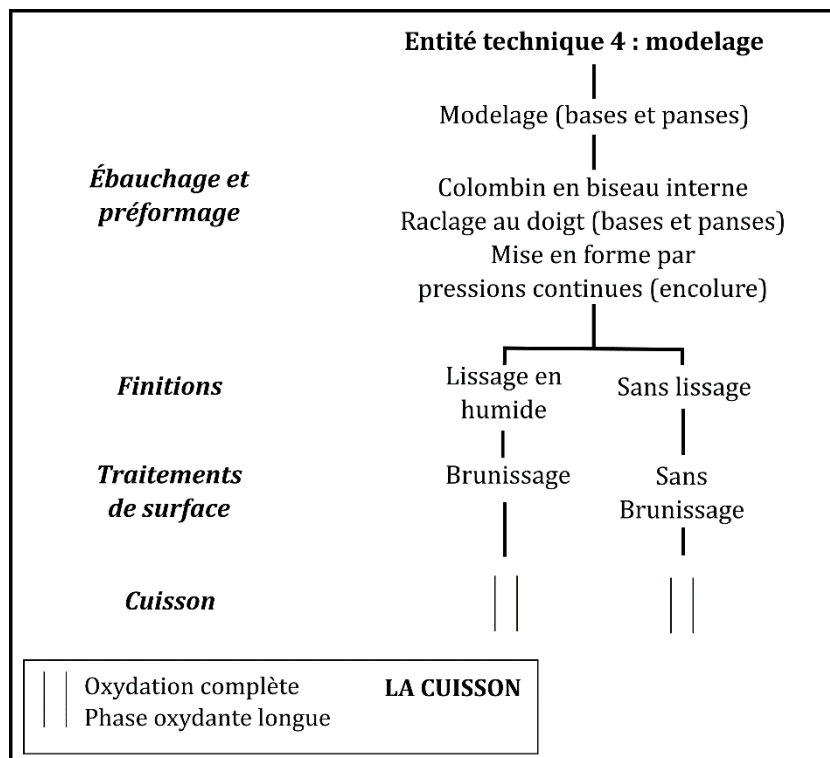 Entité technique 4 : modelage
Modelage (bases et panses)
Ébauchage et
préformage
Colombin en biseau interne
Raclage au doigt (bases et panses)
Mise en forme par
pressions continues (encolure)
Finitions
Lissage en
humide
Sans lissage
Traitements
de surface
Brunissage
Sans
Brunissage
Cuisson
Oxydation complète
Phase oxydante longue
LA CUISSON